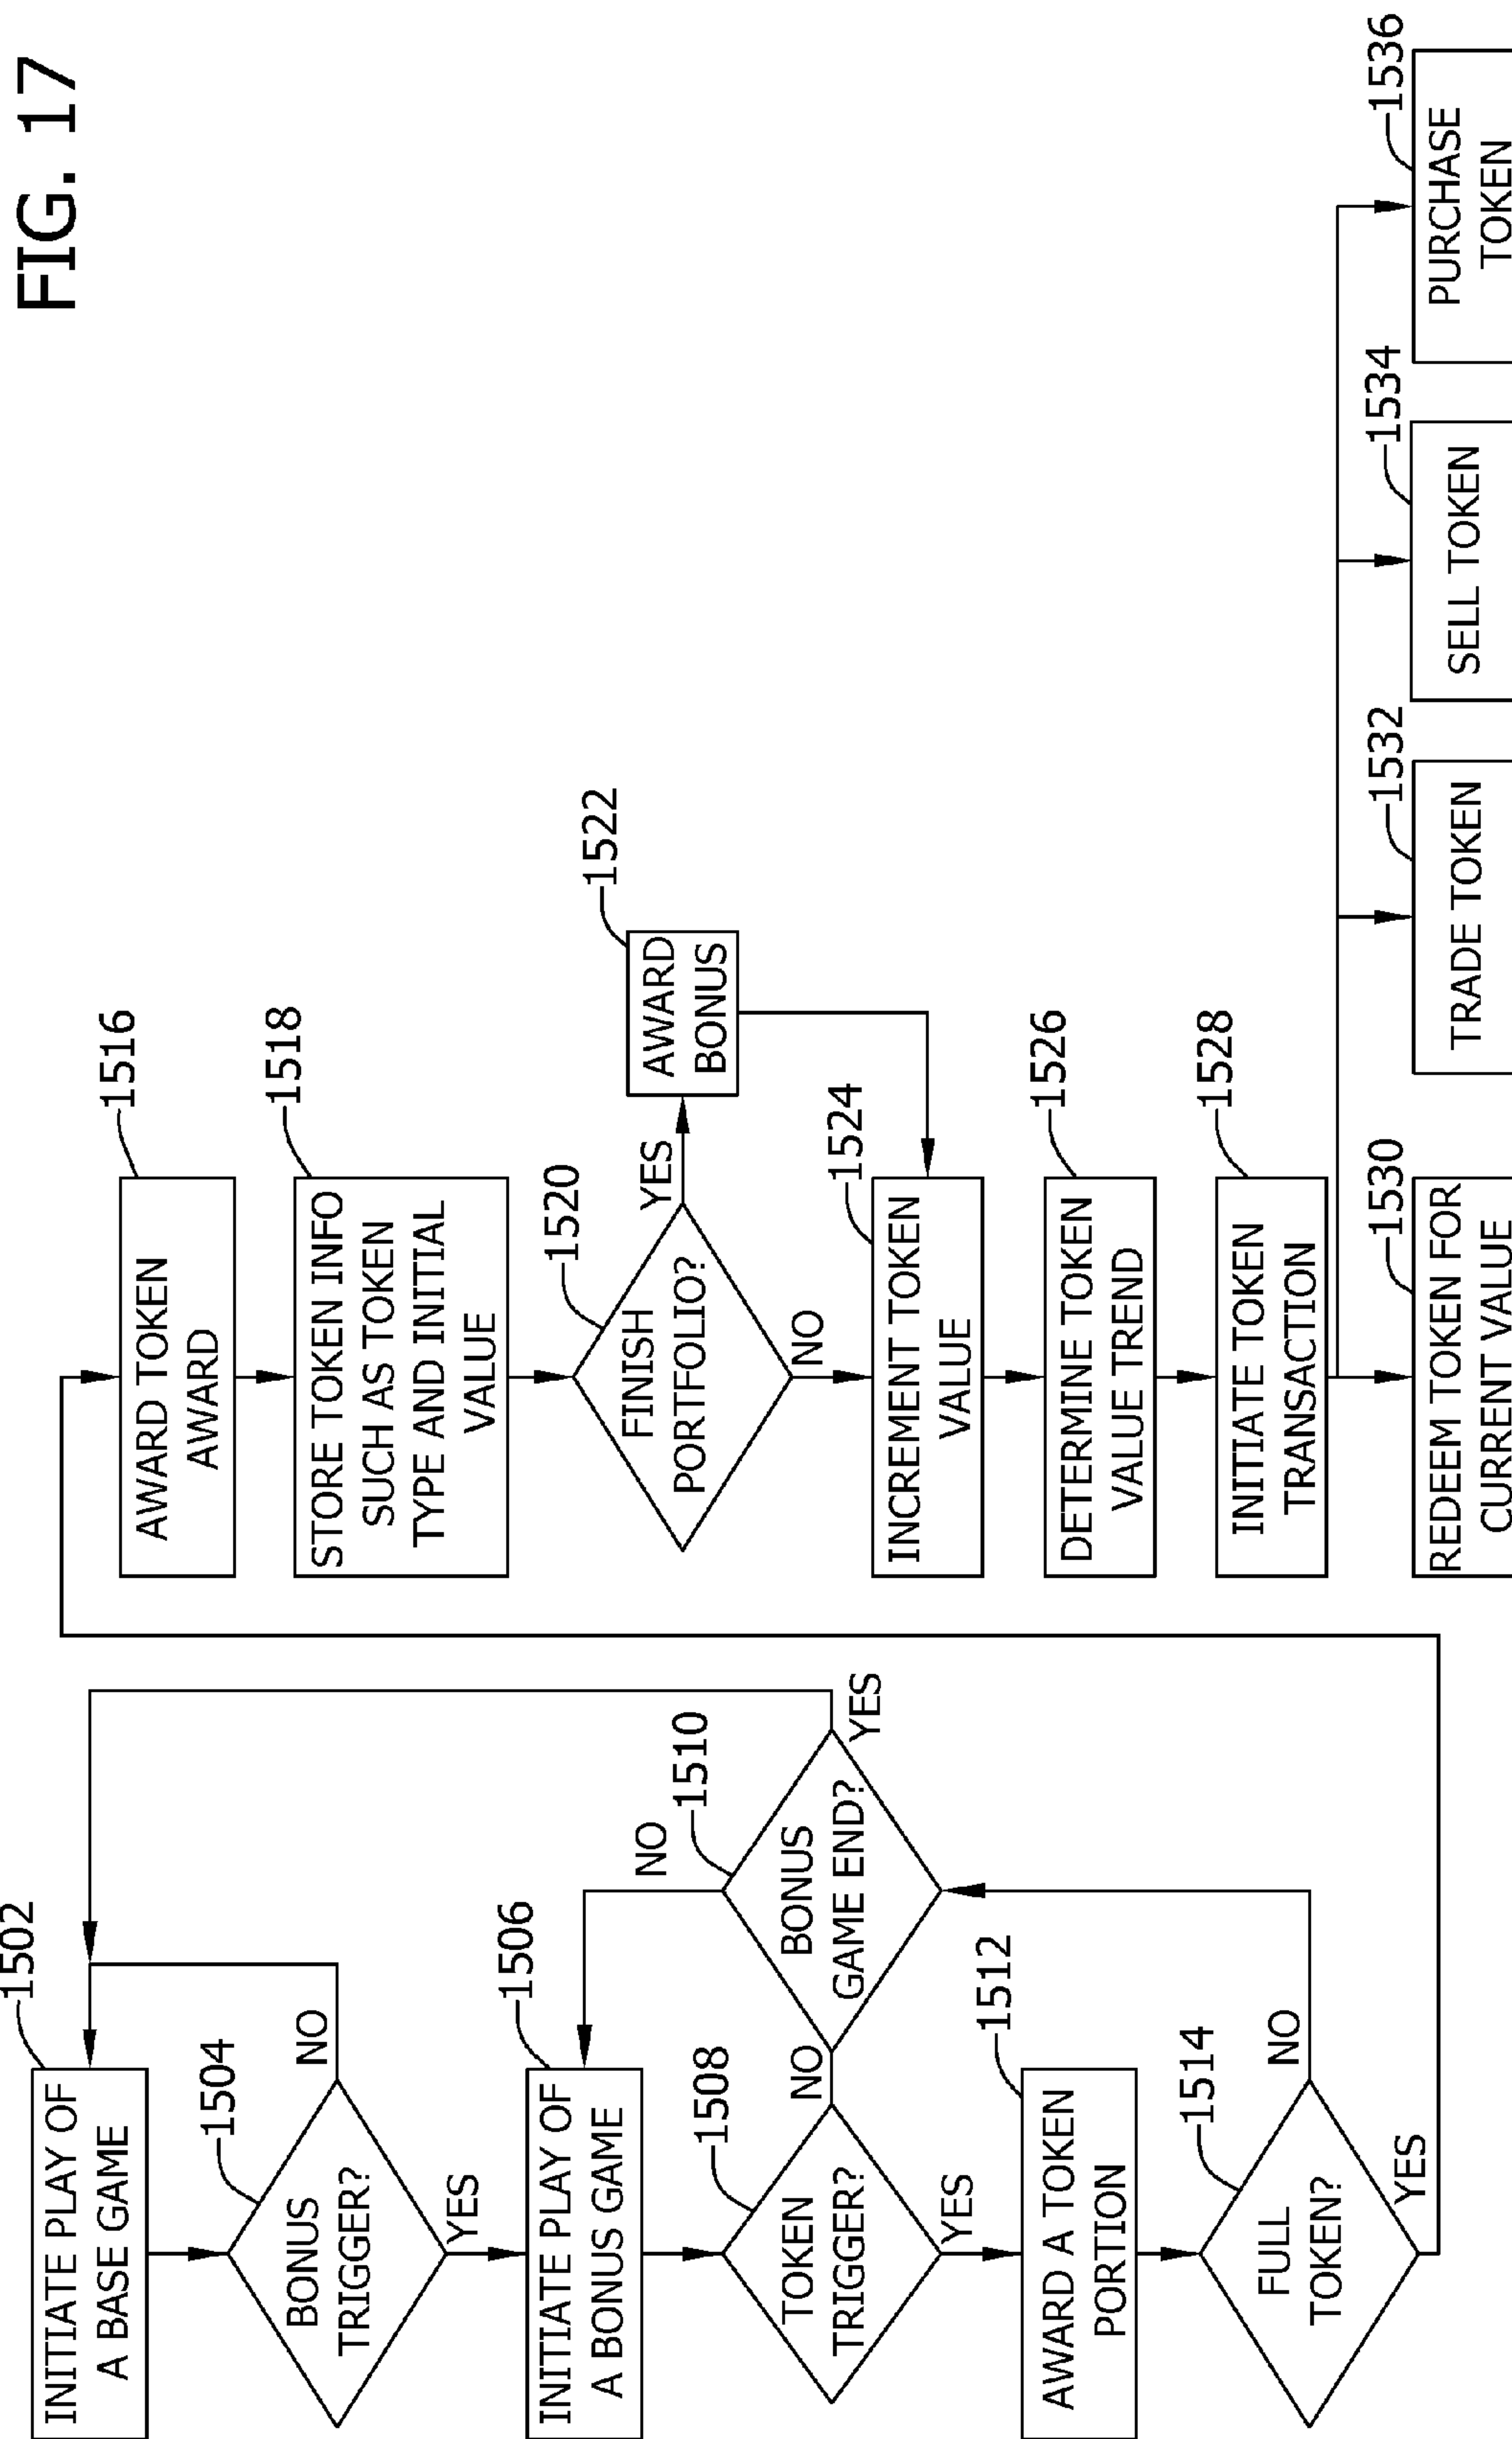 FIG. 17
1502
INITIATE PLAY OF
A BASE GAME
1504
BONUS
TRIGGER?
NO
YES
1506
INITIATE PLAY OF
A BONUS GAME
1508
TOKEN
TRIGGER?
NO
YES
1510
BONUS
GAME END?
NO
YES
1512
AWARD A TOKEN
PORTION
1514
FULL
TOKEN?
NO
YES
1516
AWARD TOKEN
AWARD
1518
STORE TOKEN INFO
SUCH AS TOKEN
TYPE AND INITIAL
VALUE
1520
FINISH
PORTFOLIO?
YES
NO
1522
AWARD
BONUS
1524
INCREMENT TOKEN
VALUE
1526
DETERMINE TOKEN
VALUE TREND
1528
INITIATE TOKEN
TRANSACTION
1530
REDEEM TOKEN FOR
CURRENT VALUE
1532
TRADE TOKEN
1534
SELL TOKEN
1536
PURCHASE
TOKEN